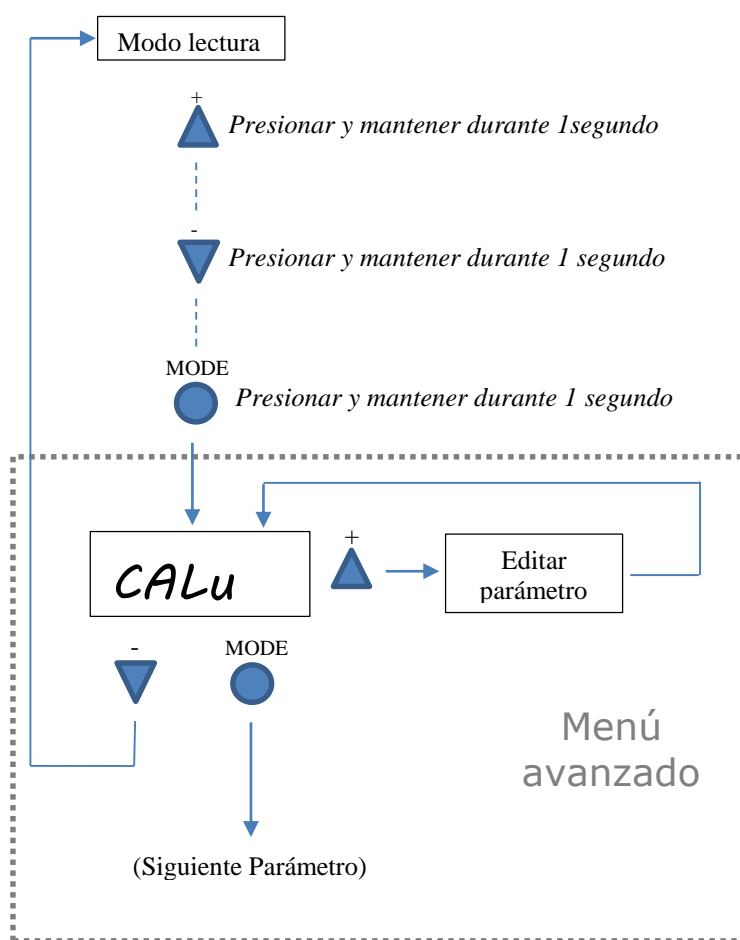 Modo lectura
+
Presionar y mantener durante 1segundo
-
Presionar y mantener durante 1 segundo
MODE
Presionar y mantener durante 1 segundo
CALu
+
Editar
parámetro
-
MODE
Menú
avanzado
(Siguiente Parámetro)